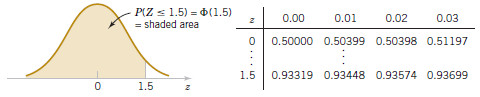 P(Z ≤ 1.5) = Φ(1.5)
= shaded area
0 1.5 z
z 0.00 0.01 0.02 0.03
0 0.50000 0.50399 0.50398 0.51197
⋮ ⋮
1.5 0.93319 0.93448 0.93574 0.93699